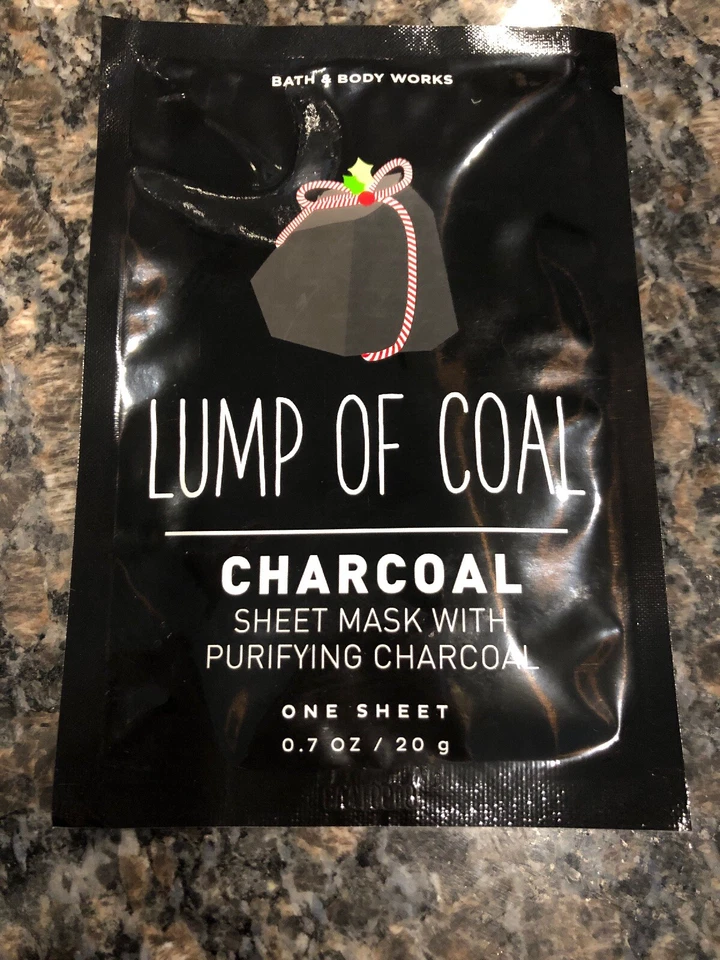 BATH & BODY WORKS
LUMP OF COAL
CHARCOAL
SHEET MASK WITH
PURIFYING CHARCOAL
ONE SHEET
0.7 OZ / 20 g